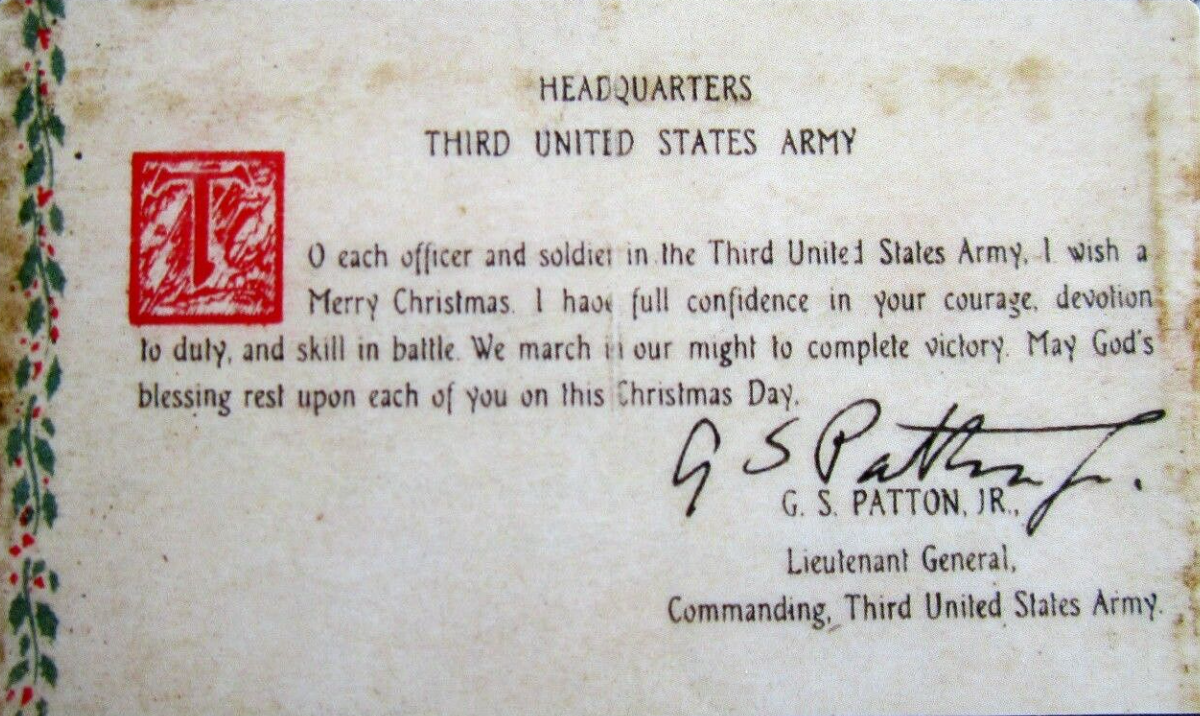 HEADQUARTERS
THIRD UNITED STATES ARMY
TO each officer and soldier in the Third United States Army, I wish a
Merry Christmas. I have full confidence in your courage, devotion
to duty, and skill in battle. We march in our might to complete victory. May God's
blessing rest upon each of you on this Christmas Day.
G S Patton Jr.
G. S. PATTON, JR.,
Lieutenant General,
Commanding, Third United States Army.